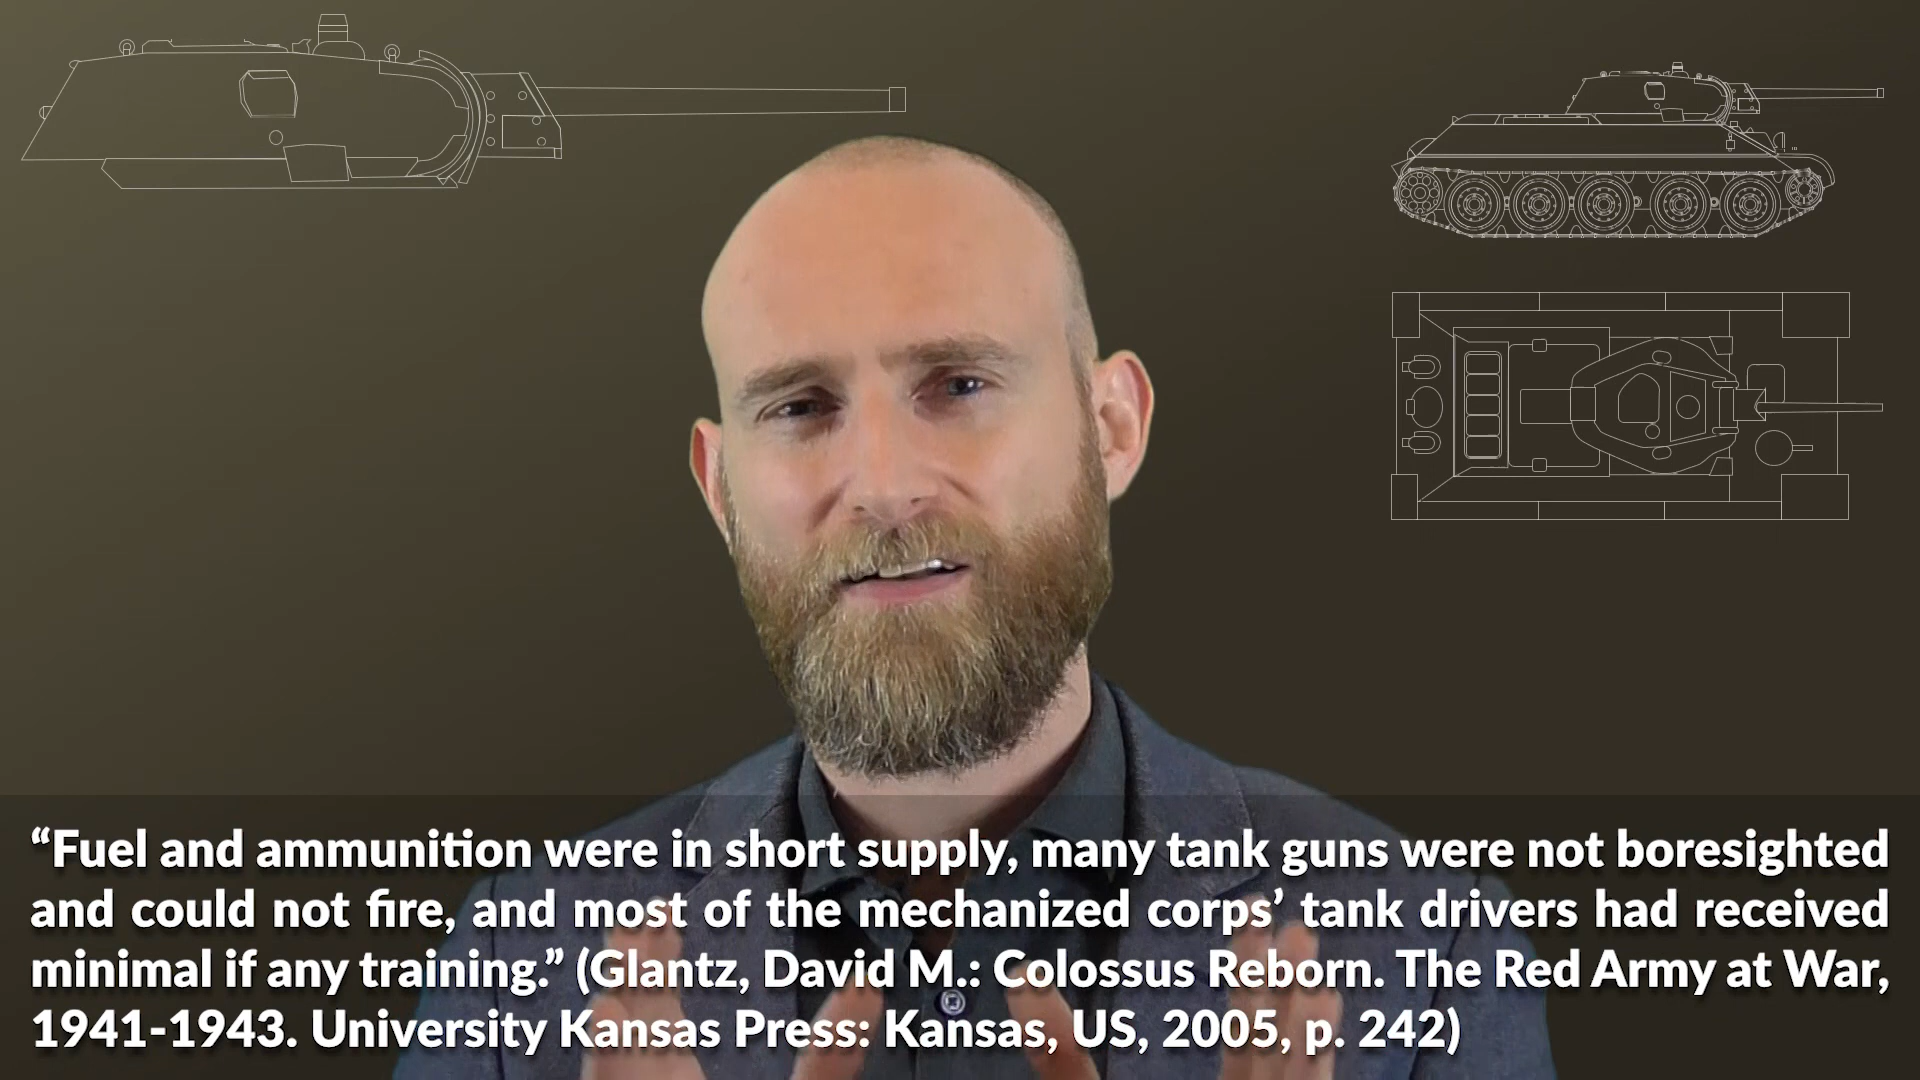 “Fuel and ammunition were in short supply, many tank guns were not boresighted
and could not fire, and most of the mechanized corps’ tank drivers had received
minimal if any training.” (Glantz, David M.: Colossus Reborn. The Red Army at War,
1941-1943. University Kansas Press: Kansas, US, 2005, p. 242)